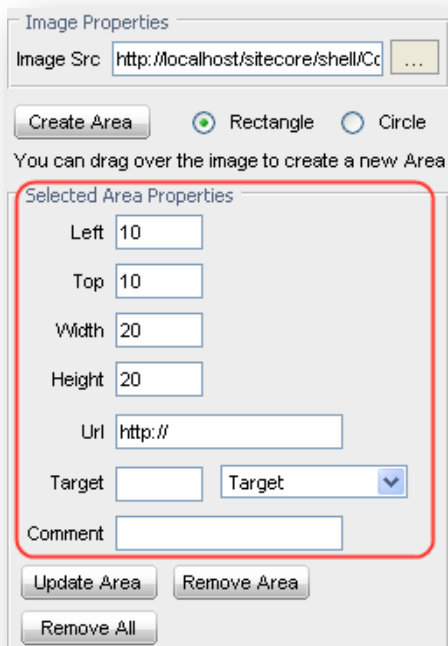 Image Properties
Image Src http://localhost/sitecore/shell/Co ...
Create Area Rectangle Circle
You can drag over the image to create a new Area
Selected Area Properties
Left 10
Top 10
Width 20
Height 20
Url http://
Target Target
Comment
Update Area Remove Area
Remove All